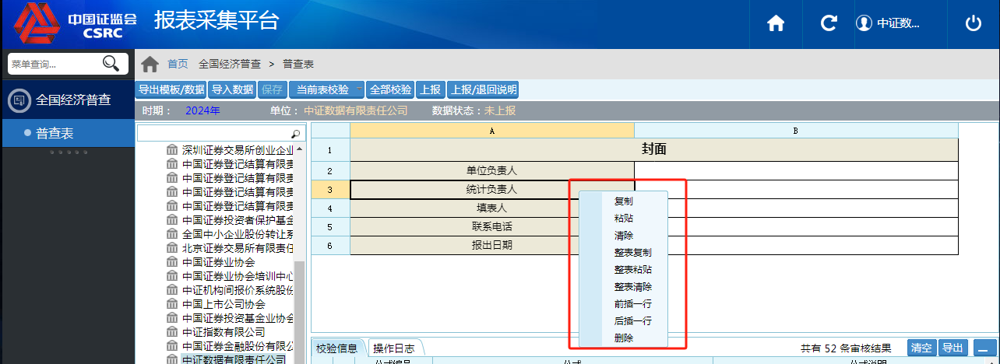 中国证监会
CSRC
报表采集平台
中证数...
菜单查询...
首页 全国经济普查 > 普查表
全国经济普查
普查表
导出模板/数据 导入数据 保存 当前表校验 全部校验 上报 上报/退回说明
时期： 2024年 单位：中证数据有限责任公司 数据状态：未上报
深圳证券交易所创业企业
中国证券登记结算有限责
中国证券登记结算有限责
中国证券登记结算有限责
中国证券登记结算有限责
中国证券投资者保护基金
全国中小企业股份转让系
北京证券交易所有限责任
中国证券业协会
中国证券业协会培训中心
中证机构间报价系统股份
中国上市公司协会
中国证券投资基金业协会
中证指数有限公司
中国证券金融股份有限公
中证数据有限责任公司
A B
1 封面
2 单位负责人
3 统计负责人
4 填表人
5 联系电话
6 报出日期
复制
粘贴
清除
整表复制
整表粘贴
整表清除
前插一行
后插一行
删除
校验信息 操作日志 共有 52 条审核结果 清空 导出
公式编号 公式 公式说明